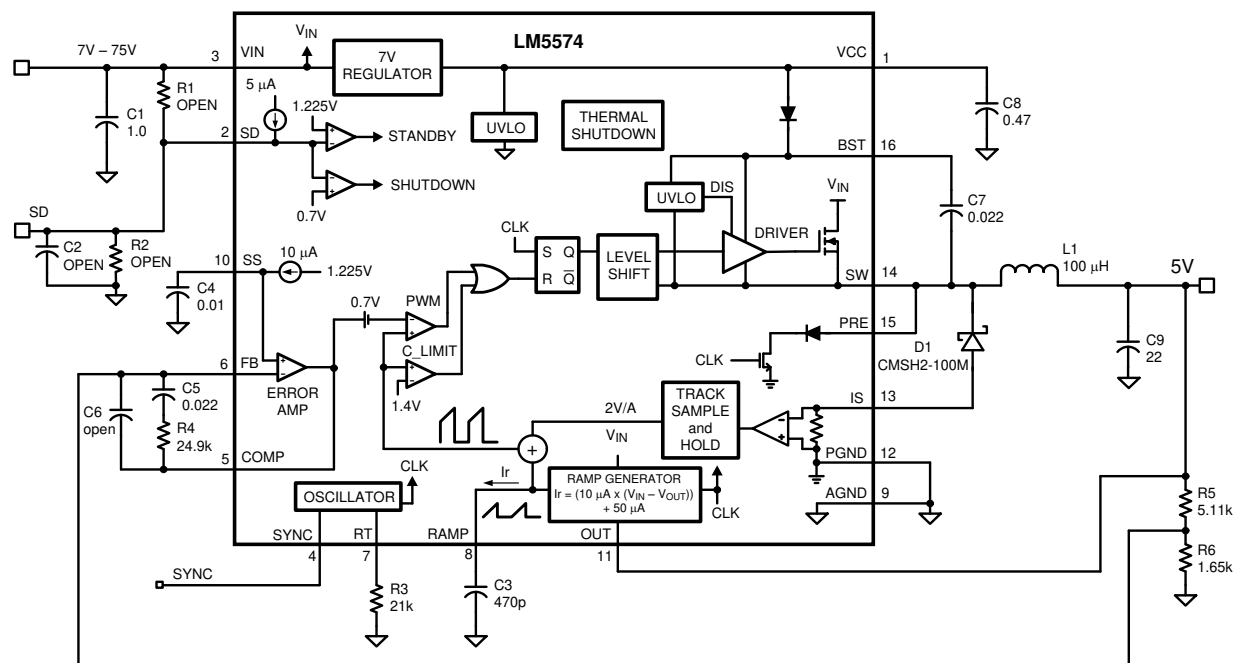 LM5574
7V – 75V
3
VIN
VIN
7V
REGULATOR
VCC
1
C8
0.47
R1
OPEN
C1
1.0
5 μA
1.225V
STANDBY
2
SD
UVLO
THERMAL
SHUTDOWN
SHUTDOWN
0.7V
BST
16
VIN
UVLO
DIS
C7
0.022
SD
C2
OPEN
R2
OPEN
CLK
S Q
R Q̅
LEVEL
SHIFT
DRIVER
10
SS
10 μA
1.225V
SW
14
L1
100 μH
5V
C4
0.01
0.7V
PWM
C_LIMIT
1.4V
PRE
15
CLK
D1
CMSH2-100M
C9
22
6
FB
ERROR
AMP
C5
0.022
C6
open
R4
24.9k
5
COMP
2V/A
TRACK
SAMPLE
and
HOLD
IS
13
VIN
PGND
12
AGND
9
Ir
RAMP GENERATOR
Ir = (10 μA x (VIN – VOUT))
+ 50 μA
CLK
CLK
OSCILLATOR
SYNC
RT
RAMP
OUT
4
7
8
11
SYNC
R3
21k
C3
470p
R5
5.11k
R6
1.65k